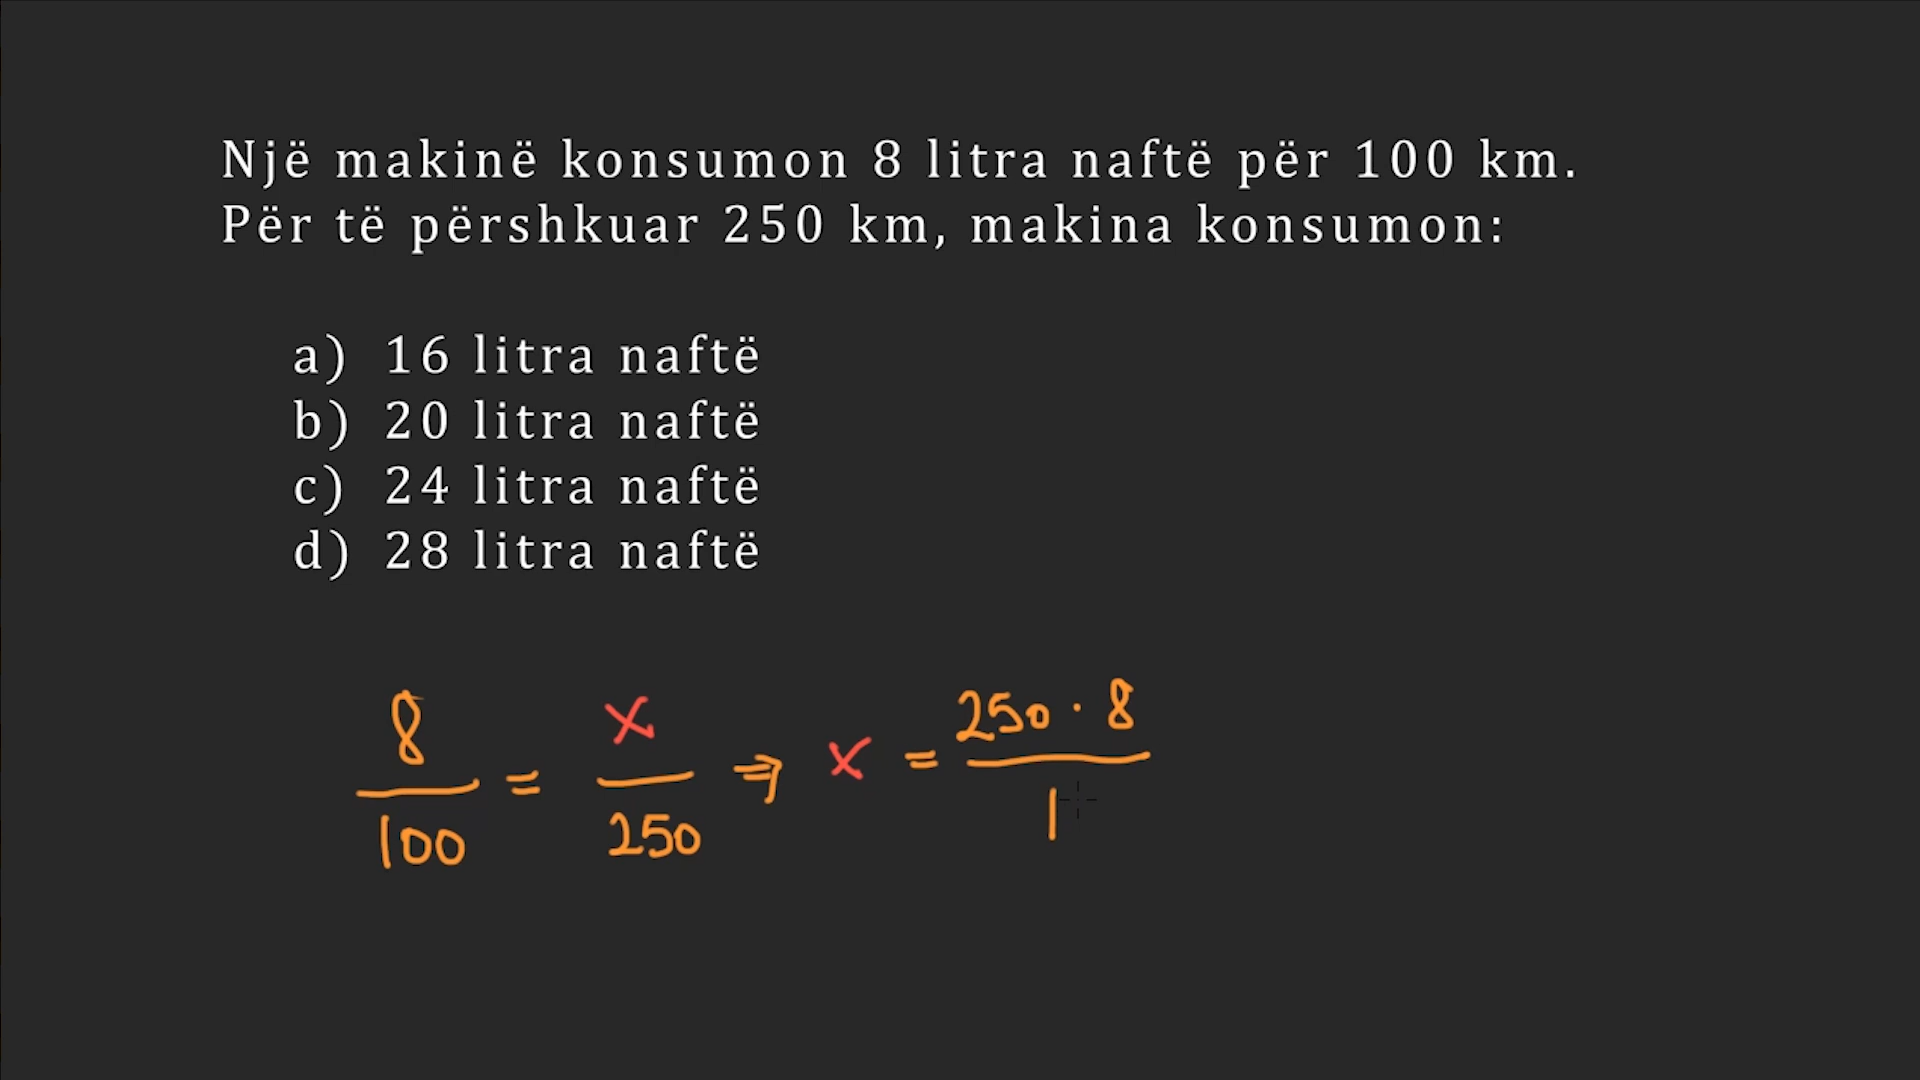 Një makinë konsumon 8 litra naftë për 100 km.
Për të përshkuar 250 km, makina konsumon:
a) 16 litra naftë
b) 20 litra naftë
c) 24 litra naftë
d) 28 litra naftë
8/100 = x/250 ⇒ x = 250 · 8/1